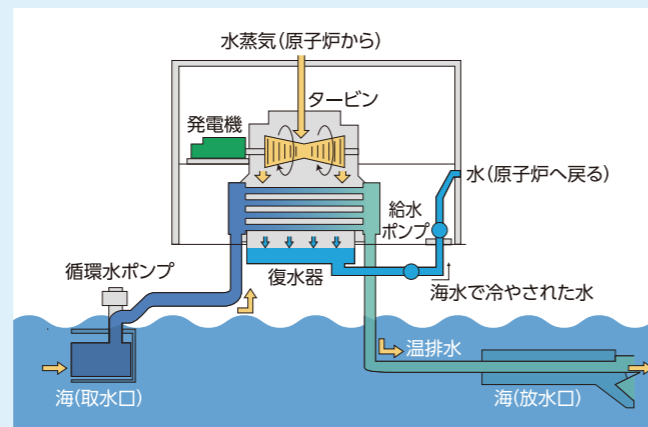 水蒸気(原子炉から)
タービン
発電機
水(原子炉へ戻る)
給水
ポンプ
循環水ポンプ
復水器
海水で冷やされた水
温排水
海(取水口)
海(放水口)